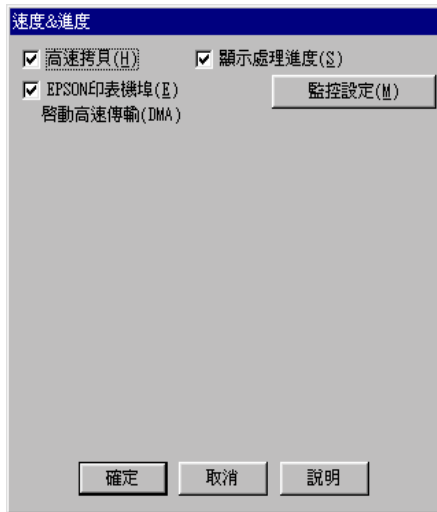 速度&進度
高速拷貝(H) 顯示處理進度(S)
EPSON印表機埠(E) 監控設定(M)
啓動高速傳輸(DMA)
確定 取消 說明